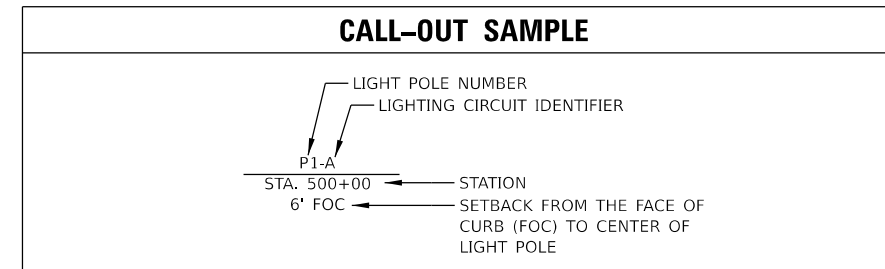 CALL–OUT SAMPLE
LIGHT POLE NUMBER
LIGHTING CIRCUIT IDENTIFIER
P1-A
STA. 500+00
STATION
6' FOC
SETBACK FROM THE FACE OF
CURB (FOC) TO CENTER OF
LIGHT POLE